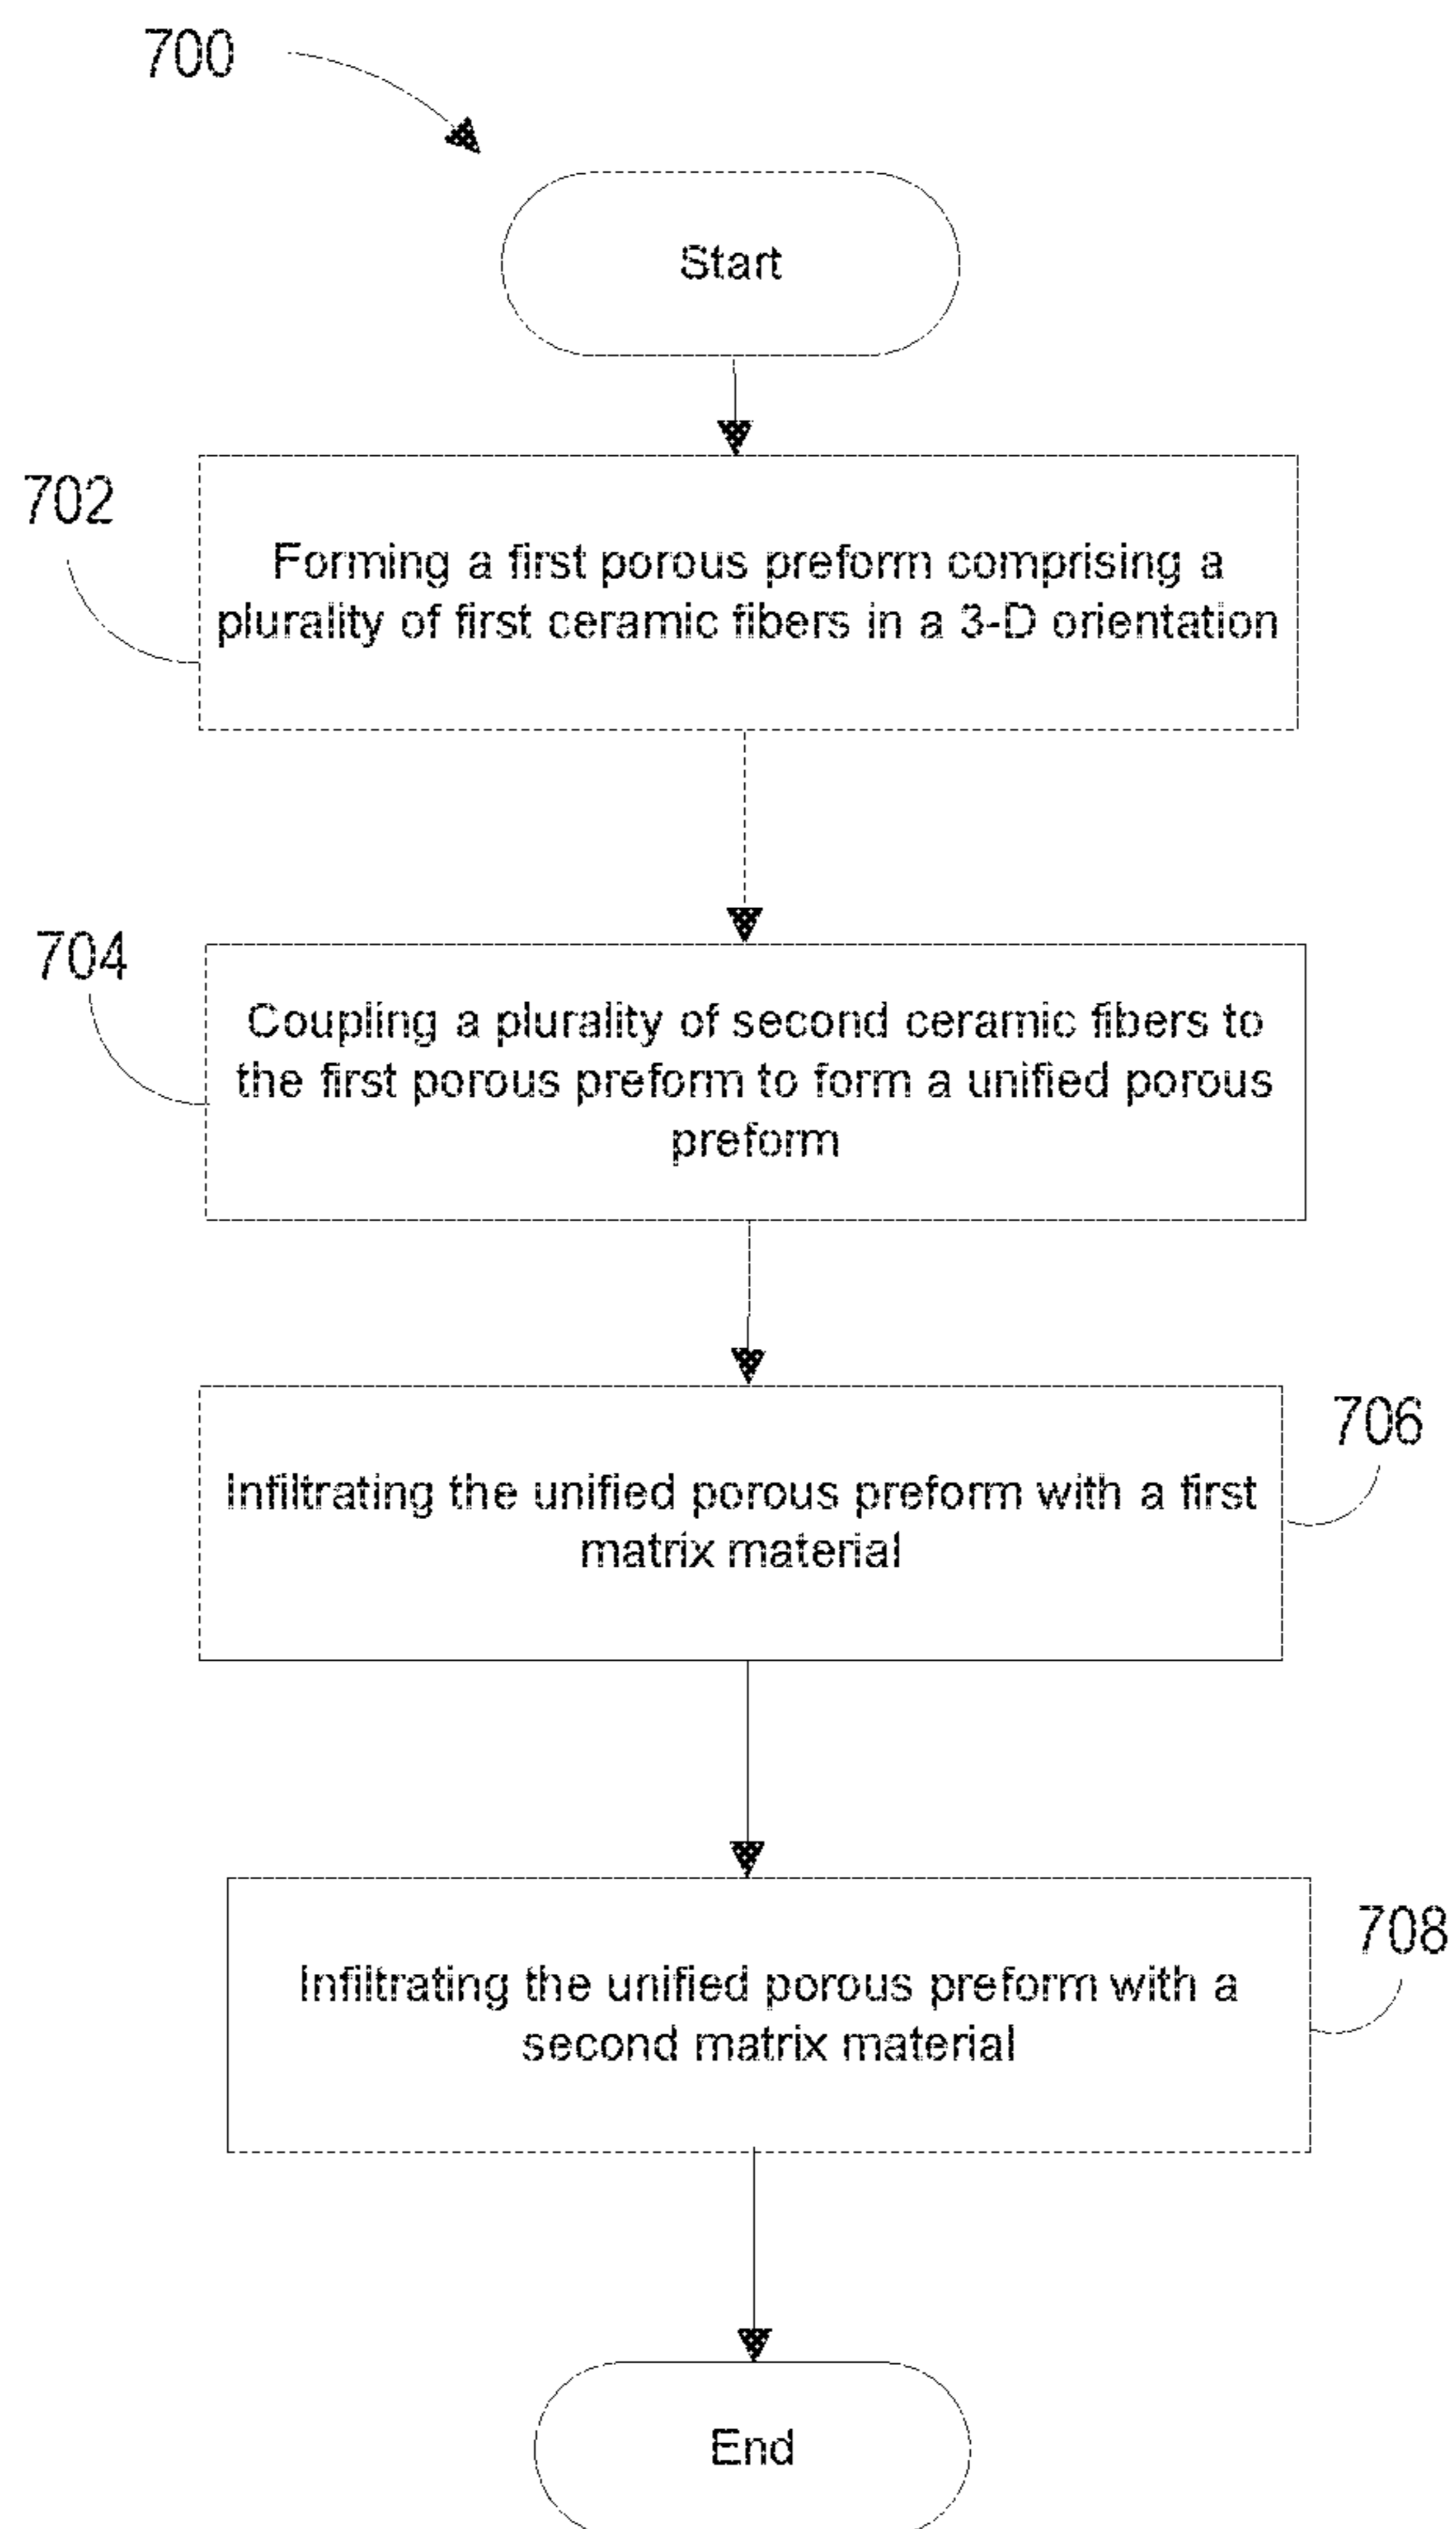 700
Start
702
Forming a first porous preform comprising a
plurality of first ceramic fibers in a 3-D orientation
704
Coupling a plurality of second ceramic fibers to
the first porous preform to form a unified porous
preform
706
Infiltrating the unified porous preform with a first
matrix material
708
Infiltrating the unified porous preform with a
second matrix material
End